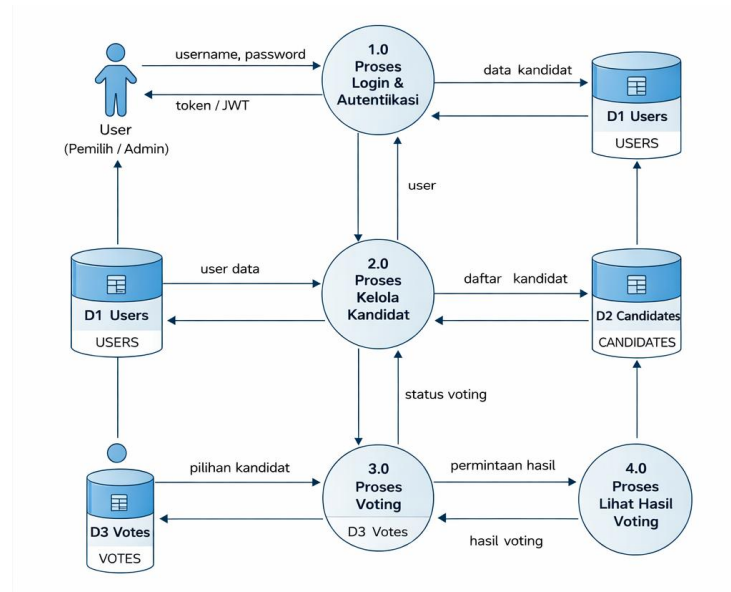 username, password
token / JWT
User
(Pemilih / Admin)
1.0
Proses
Login &
Autentiikasi
data kandidat
D1 Users
USERS
user
D1 Users
USERS
user data
2.0
Proses
Kelola
Kandidat
daftar kandidat
D2 Candidates
CANDIDATES
status voting
D3 Votes
VOTES
pilihan kandidat
3.0
Proses
Voting
D3 Votes
permintaan hasil
hasil voting
4.0
Proses
Lihat Hasil
Voting